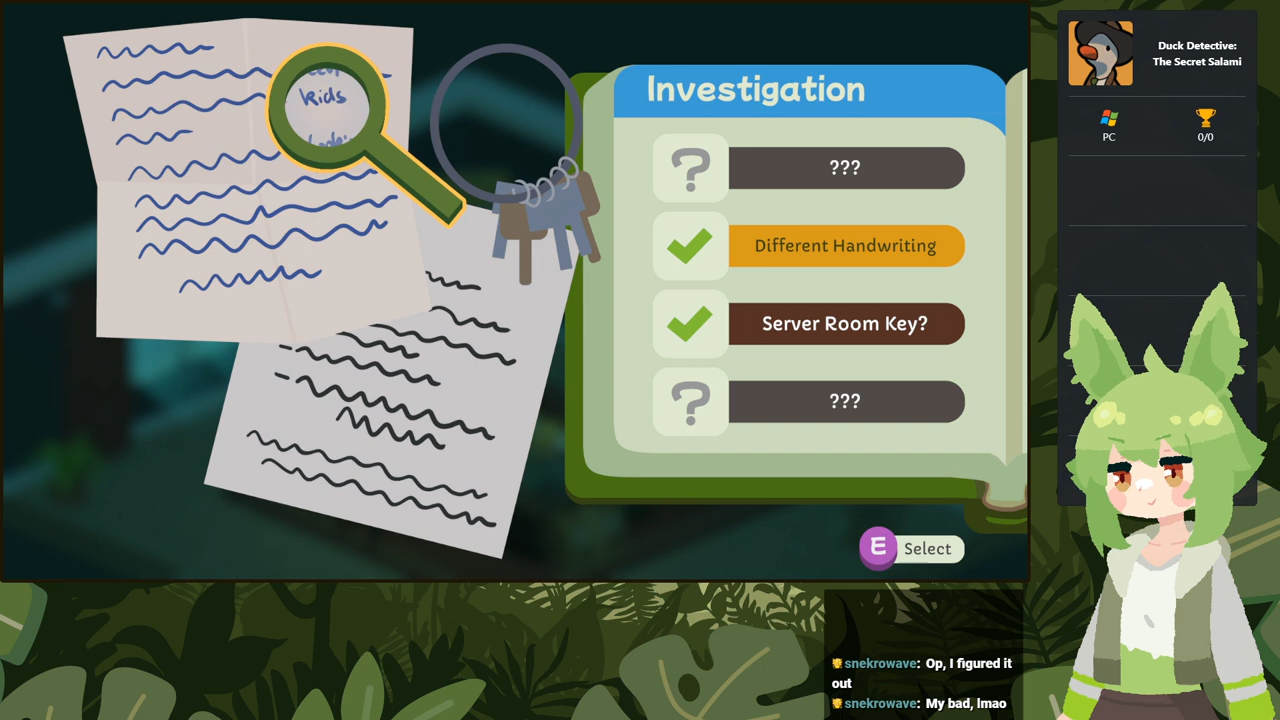 Kids
Investigation
???
Different Handwriting
Server Room Key?
???
E Select
Duck Detective:
The Secret Salami
PC
0/0
snekrowave: Op, I figured it
out
snekrowave: My bad, lmao